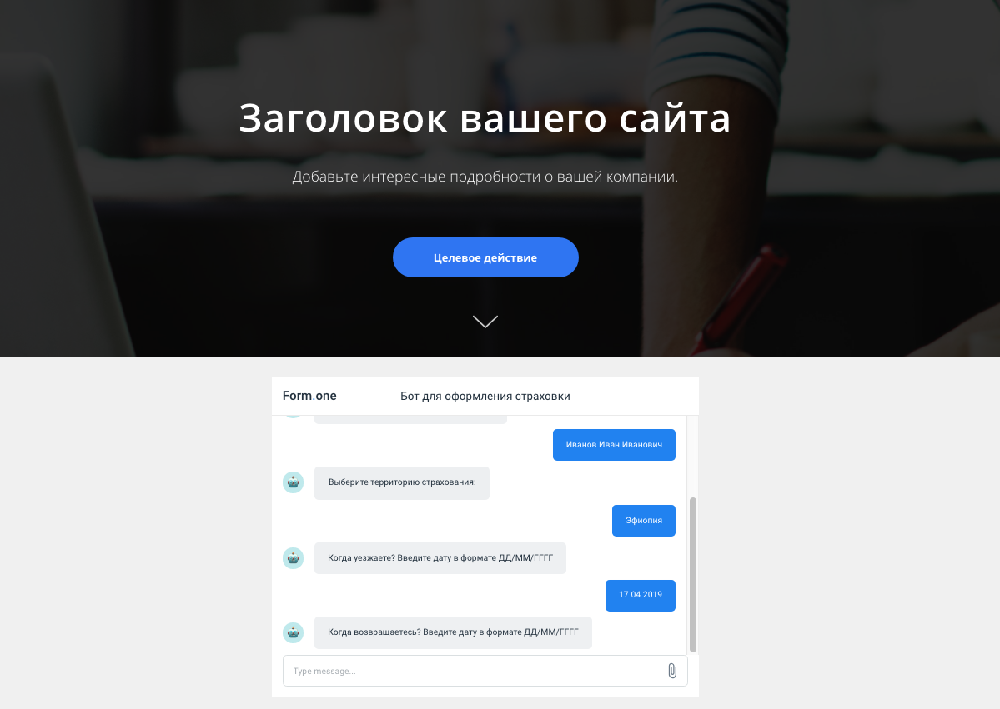 Заголовок вашего сайта
Добавьте интересные подробности о вашей компании.
Целевое действие
Form.one
Бот для оформления страховки
Иванов Иван Иванович
Выберите территорию страхования:
Эфиопия
Когда уезжаете? Введите дату в формате ДД/ММ/ГГГГ
17.04.2019
Когда возвращаетесь? Введите дату в формате ДД/ММ/ГГГГ
Type message...